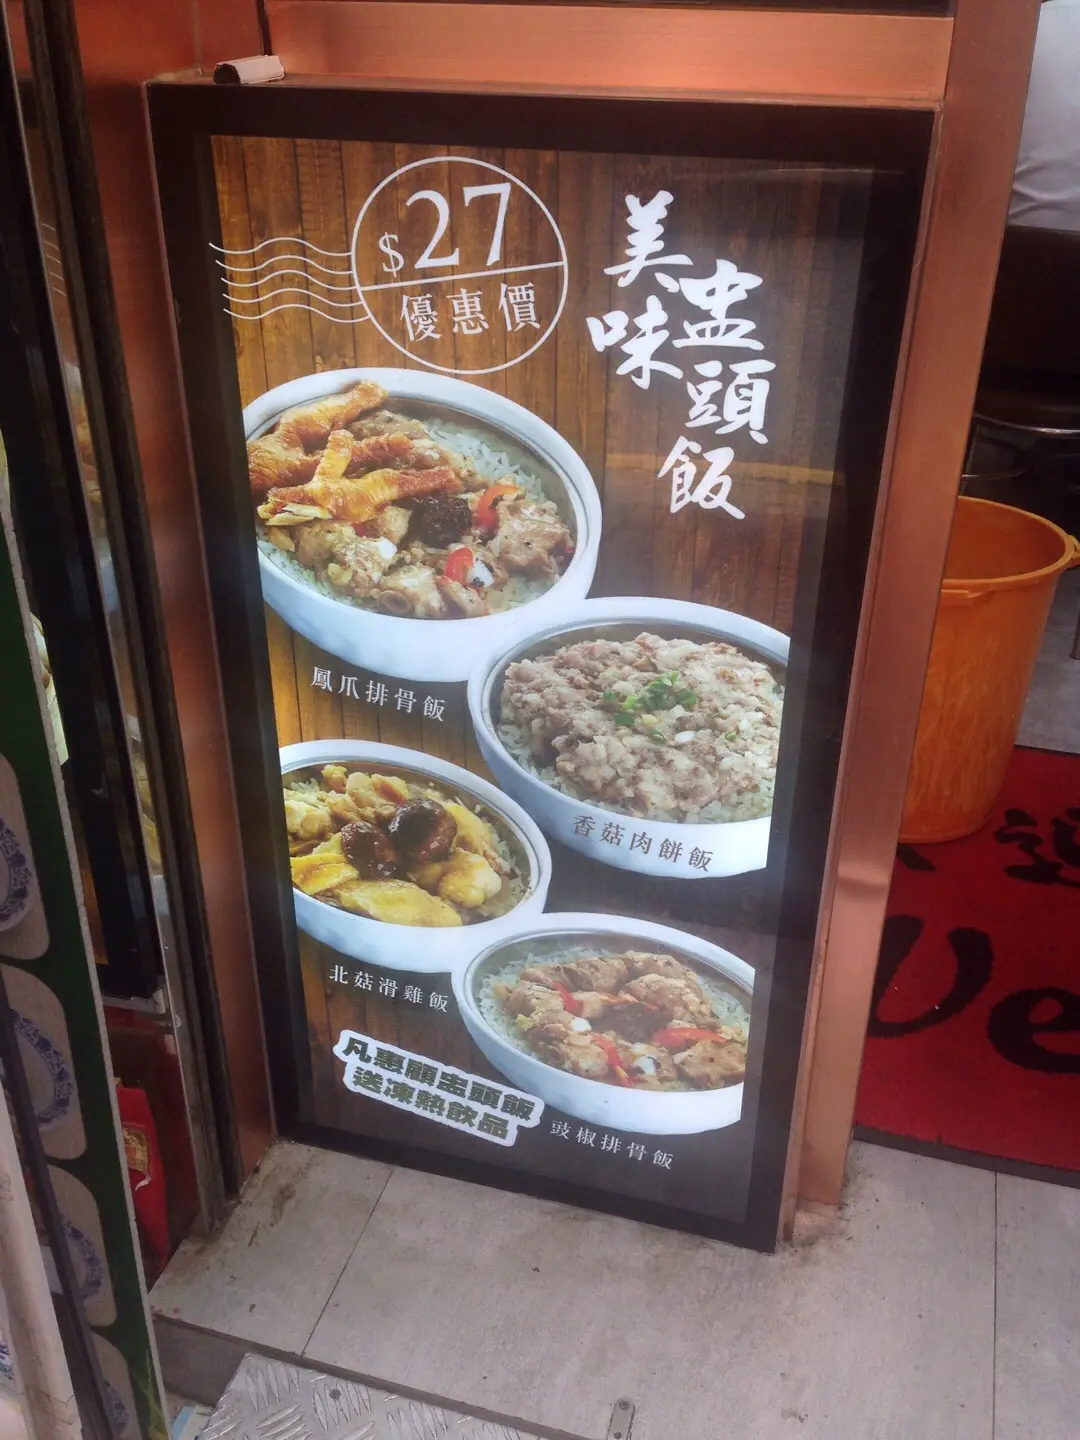 $27
優惠價
美味
盅頭飯
鳳爪排骨飯
香菇肉餅飯
北菇滑雞飯
豉椒排骨飯
凡惠顧盅頭飯
送凍熱飲品